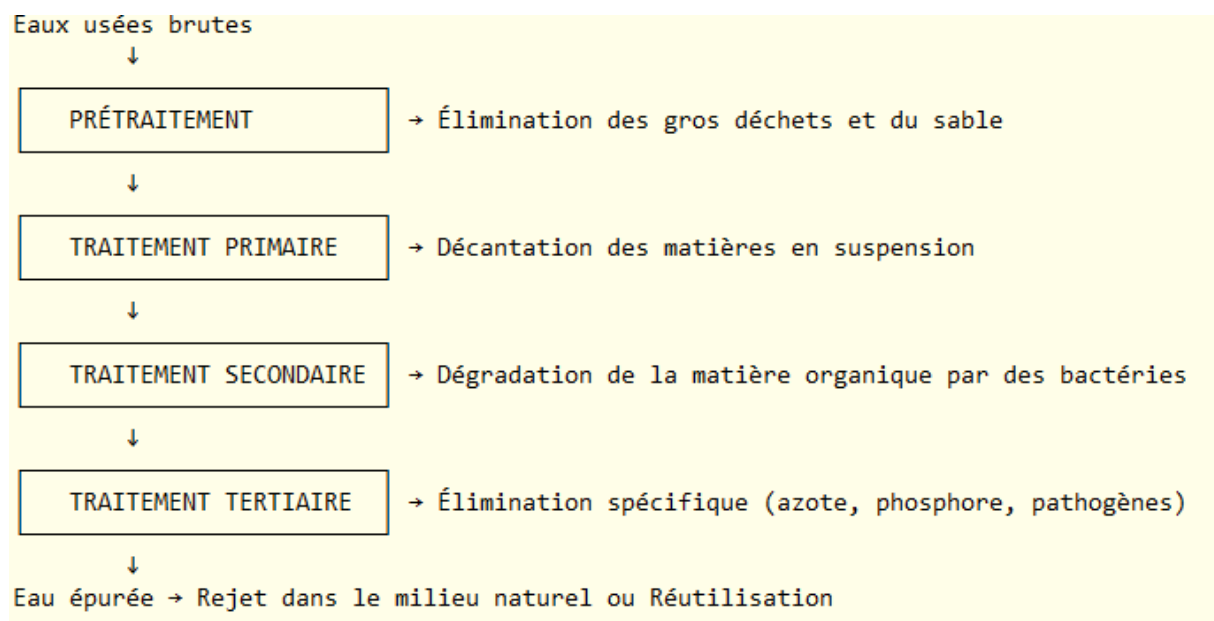 Eaux usées brutes
↓
PRÉTRAITEMENT → Élimination des gros déchets et du sable
↓
TRAITEMENT PRIMAIRE → Décantation des matières en suspension
↓
TRAITEMENT SECONDAIRE → Dégradation de la matière organique par des bactéries
↓
TRAITEMENT TERTIAIRE → Élimination spécifique (azote, phosphore, pathogènes)
↓
Eau épurée → Rejet dans le milieu naturel ou Réutilisation